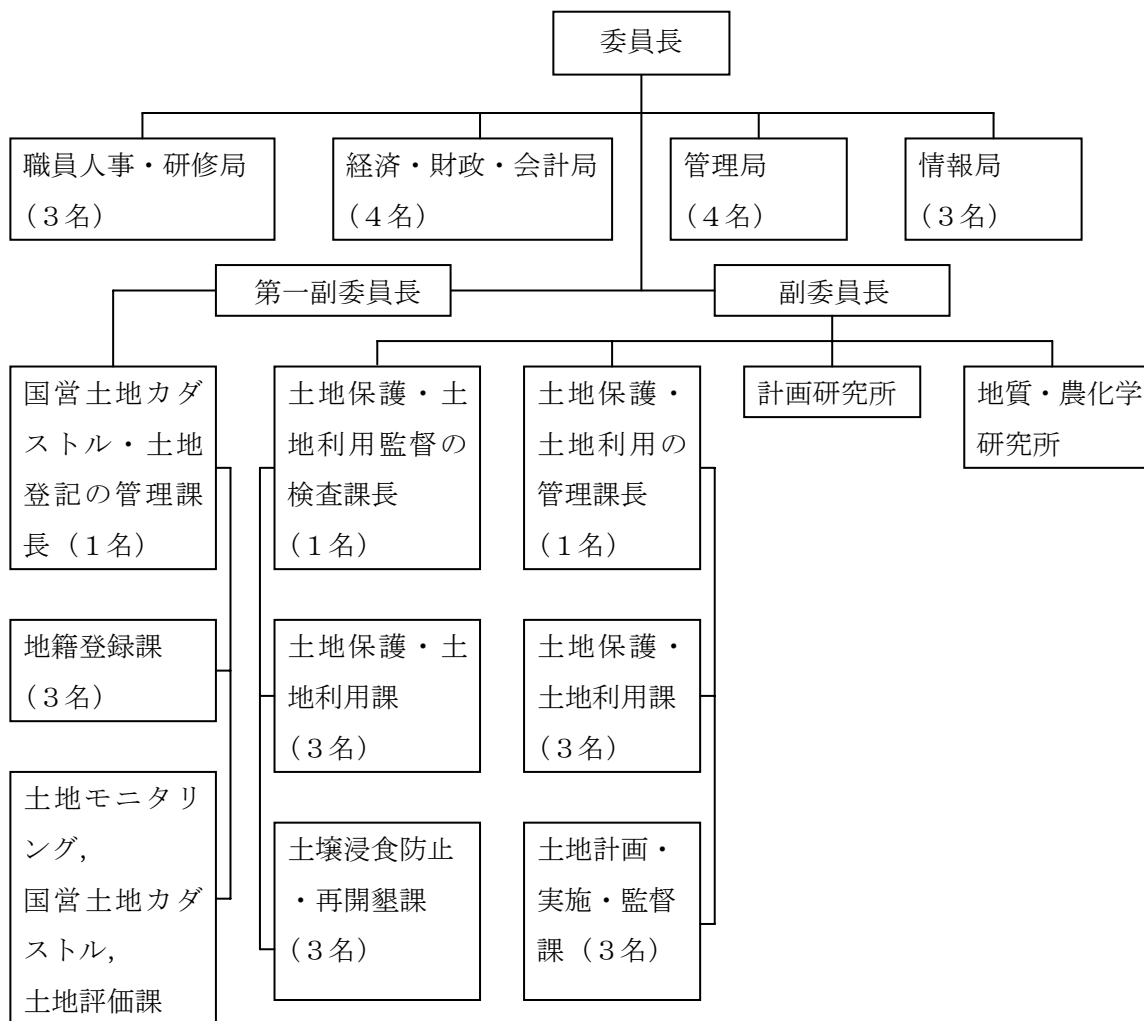 委員長
職員人事・研修局
（３名）
経済・財政・会計局
（４名）
管理局
（４名）
情報局
（３名）
第一副委員長
副委員長
国営土地カダ
ストル・土地
登記の管理課
長（１名）
土地保護・土
地利用監督の
検査課長
（１名）
土地保護・
土地利用の
管理課長
（１名）
計画研究所
地質・農化学
研究所
地籍登録課
（３名）
土地保護・土
地利用課
（３名）
土地保護・
土地利用課
（３名）
土地モニタリ
ング,
国営土地カダ
ストル,
土地評価課
土壌浸食防止
・再開墾課
（３名）
土地計画・
実施・監督
課（３名）